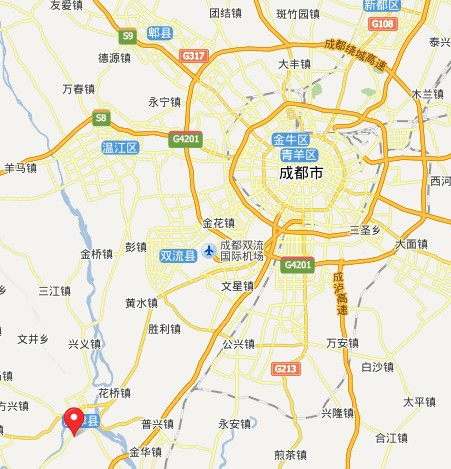 友爱镇
团结镇
斑竹园镇
新都区
S9
郫县
G108
德源镇
G317
成都绕城高速
泰兴
大丰镇
万春镇
永宁镇
木兰镇
S8
温江区
G4201
金牛区
青羊区
羊马镇
成都市
西河
金花镇
三圣乡
金桥镇
彭镇
双流县
成都双流
国际机场
大面镇
G4201
三江镇
黄水镇
文星镇
成泸高速
文井乡
兴义镇
胜利镇
公兴镇
万安镇
G213
白沙镇
方兴镇
花桥镇
太平镇
兴隆镇
普兴镇
永安镇
金华镇
煎茶镇
合江镇